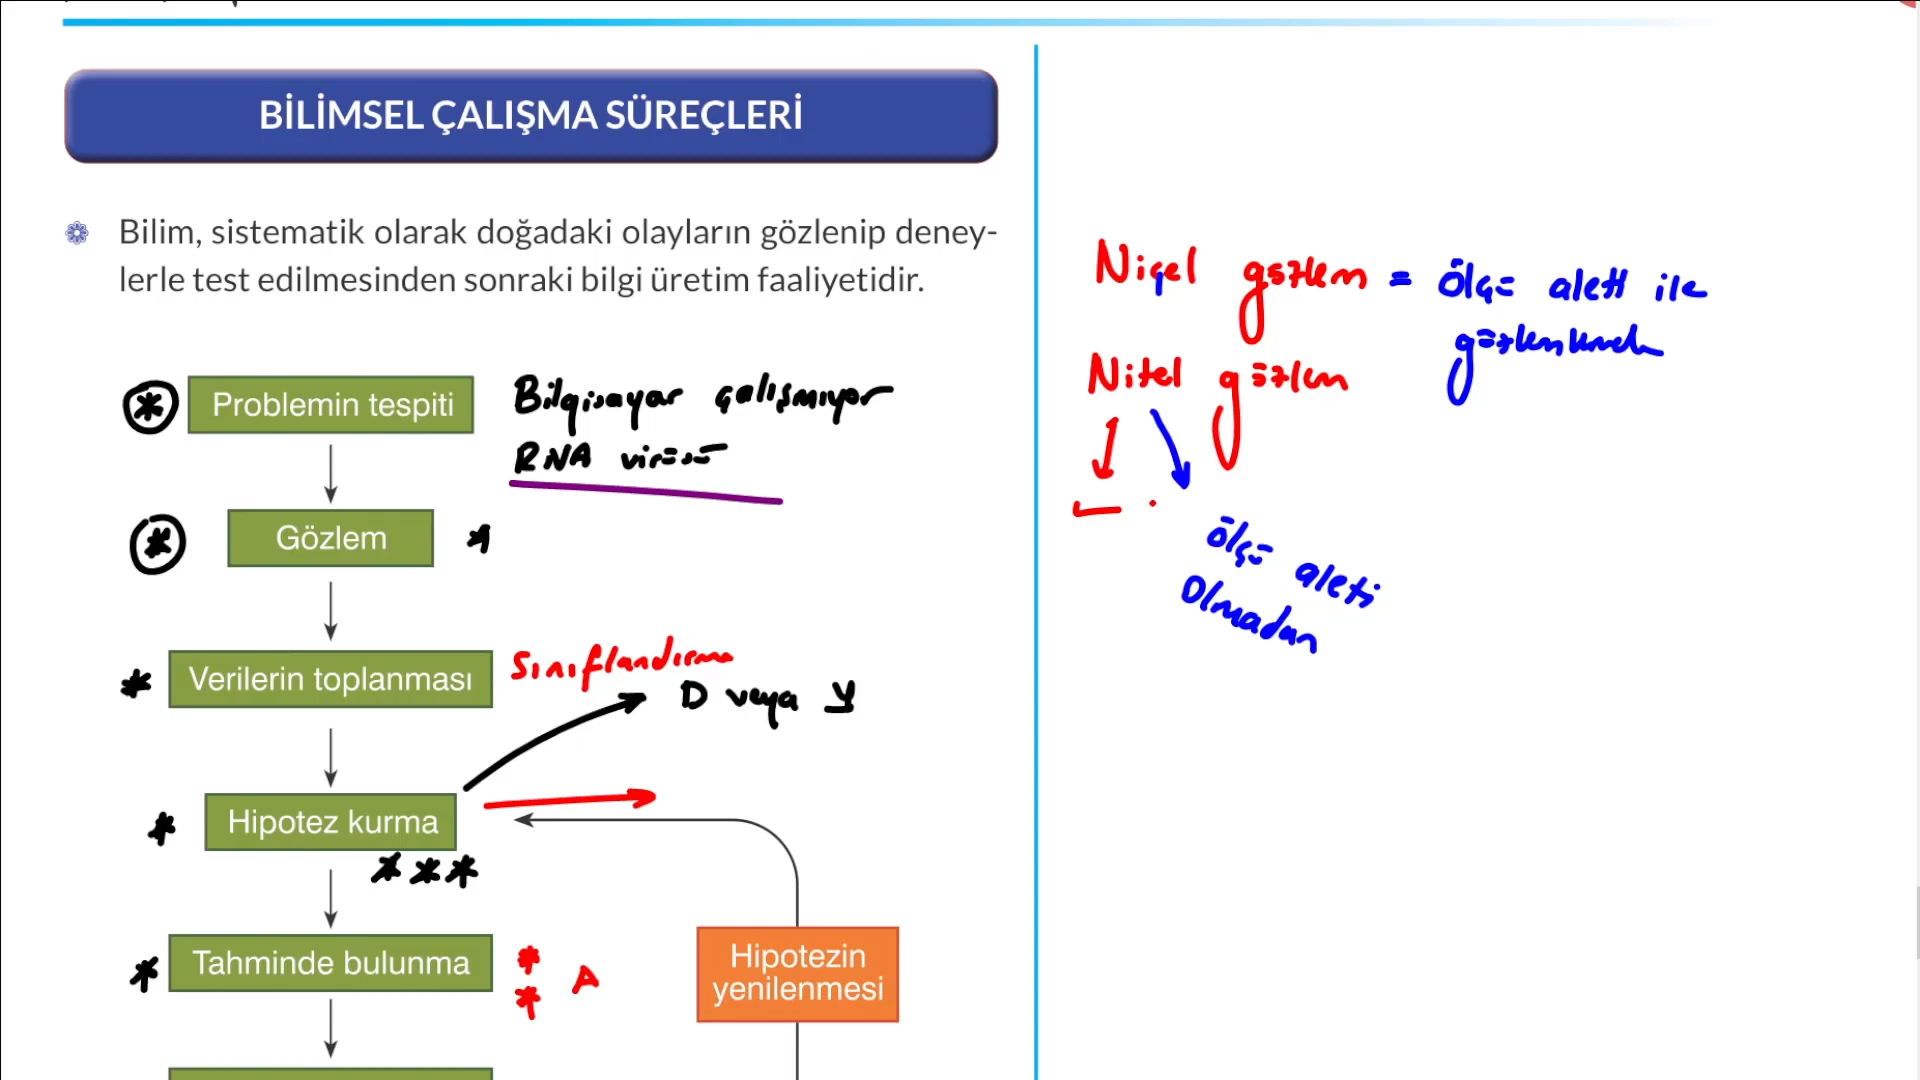 BİLİMSEL ÇALIŞMA SÜREÇLERİ
Bilim, sistematik olarak doğadaki olayların gözlenip deney-
lerle test edilmesinden sonraki bilgi üretim faaliyetidir.
Problemin tespiti
Bilgisayar çalışmıyor
RNA virüsü
Gözlem
Verilerin toplanması
Sınıflandırma
D veya Y
Hipotez kurma
Tahminde bulunma
A
Hipotezin
yenilenmesi
Niçel gözlem = ölçü aleti ile
gözlemlemek
Nitel gözlem
ölçü aleti
olmadan